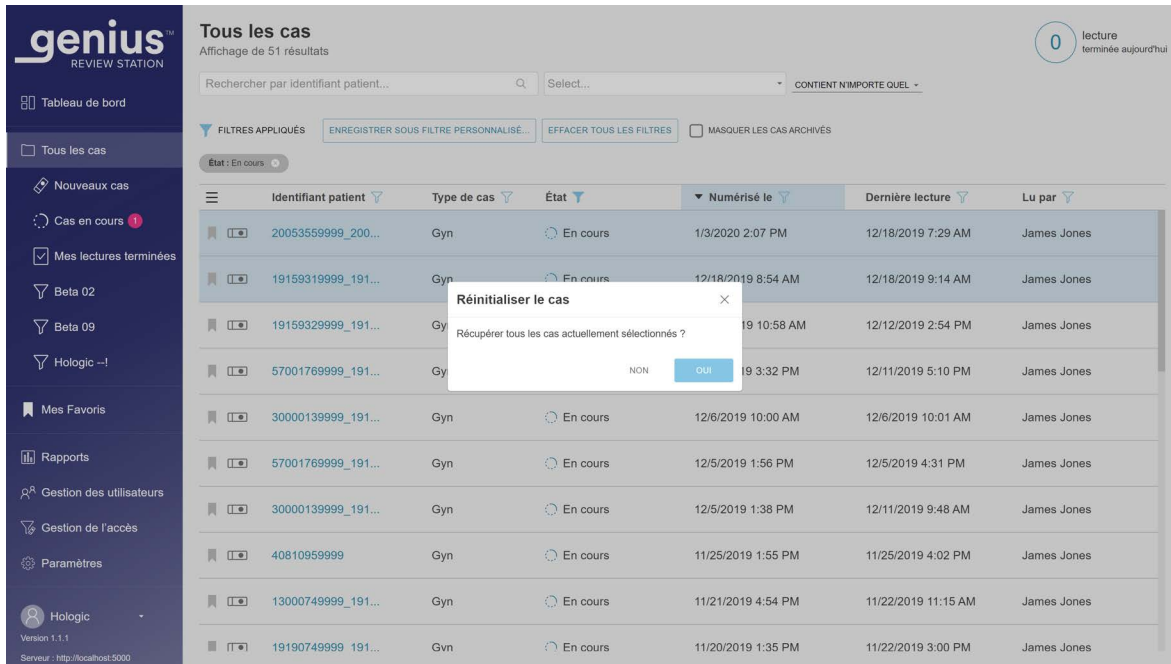 genius™
REVIEW STATION
Tableau de bord
Tous les cas
Nouveaux cas
Cas en cours 1
Mes lectures terminées
Beta 02
Beta 09
Hologic --!
Mes Favoris
Rapports
Gestion des utilisateurs
Gestion de l'accès
Paramètres
Hologic
Version 1.1.1
Serveur : http://localhost:5000
Tous les cas
Affichage de 51 résultats
0 lecture
terminée aujourd'hui
Rechercher par identifiant patient... Select... CONTIENT N'IMPORTE QUEL
FILTRES APPLIQUÉS ENREGISTRER SOUS FILTRE PERSONNALISÉ... EFFACER TOUS LES FILTRES MASQUER LES CAS ARCHIVÉS
État : En cours
Identifiant patient Type de cas État Numérisé le Dernière lecture Lu par
20053559999_200... Gyn En cours 1/3/2020 2:07 PM 12/18/2019 7:29 AM James Jones
19159319999_191... Gyn En cours 12/18/2019 8:54 AM 12/18/2019 9:14 AM James Jones
19159329999_191... Gy 19 10:58 AM 12/12/2019 2:54 PM James Jones
57001769999_191... Gy 19 3:32 PM 12/11/2019 5:10 PM James Jones
30000139999_191... Gyn En cours 12/6/2019 10:00 AM 12/6/2019 10:01 AM James Jones
57001769999_191... Gyn En cours 12/5/2019 1:56 PM 12/5/2019 4:31 PM James Jones
30000139999_191... Gyn En cours 12/5/2019 1:38 PM 12/11/2019 9:48 AM James Jones
40810959999 Gyn En cours 11/25/2019 1:55 PM 11/25/2019 4:02 PM James Jones
13000749999_191... Gyn En cours 11/21/2019 4:54 PM 11/22/2019 11:15 AM James Jones
19190749999_191... Gyn En cours 11/20/2019 1:35 PM 11/22/2019 3:00 PM James Jones
Réinitialiser le cas
Récupérer tous les cas actuellement sélectionnés ?
NON OUI